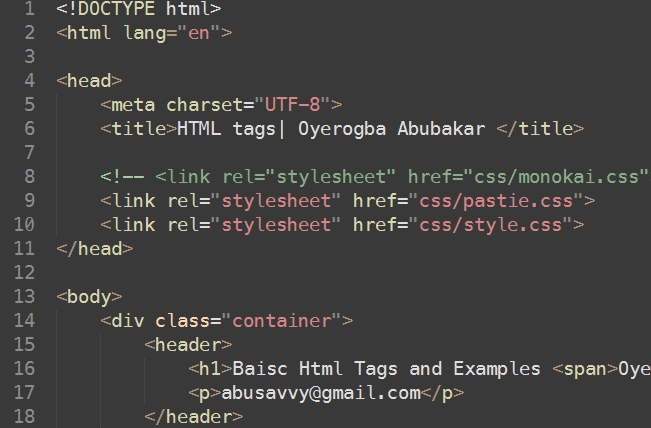 1 <!DOCTYPE html>
2 <html lang="en">
3
4 <head>
5 <meta charset="UTF-8">
6 <title>HTML tags| Oyerogba Abubakar </title>
7
8 <!-- <link rel="stylesheet" href="css/monokai.css"
9 <link rel="stylesheet" href="css/pastie.css">
10 <link rel="stylesheet" href="css/style.css">
11 </head>
12
13 <body>
14 <div class="container">
15 <header>
16 <h1>Baisc Html Tags and Examples <span>Oye
17 <p>abusavvy@gmail.com</p>
18 </header>